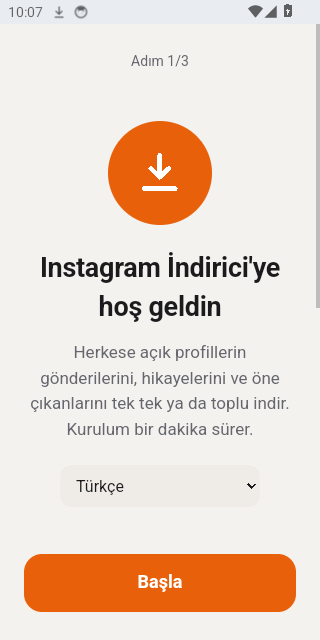 10:07
Adım 1/3
Instagram İndirici'ye
hoş geldin
Herkese açık profillerin
gönderilerini, hikayelerini ve öne
çıkanlarını tek tek ya da toplu indir.
Kurulum bir dakika sürer.
Türkçe
Başla